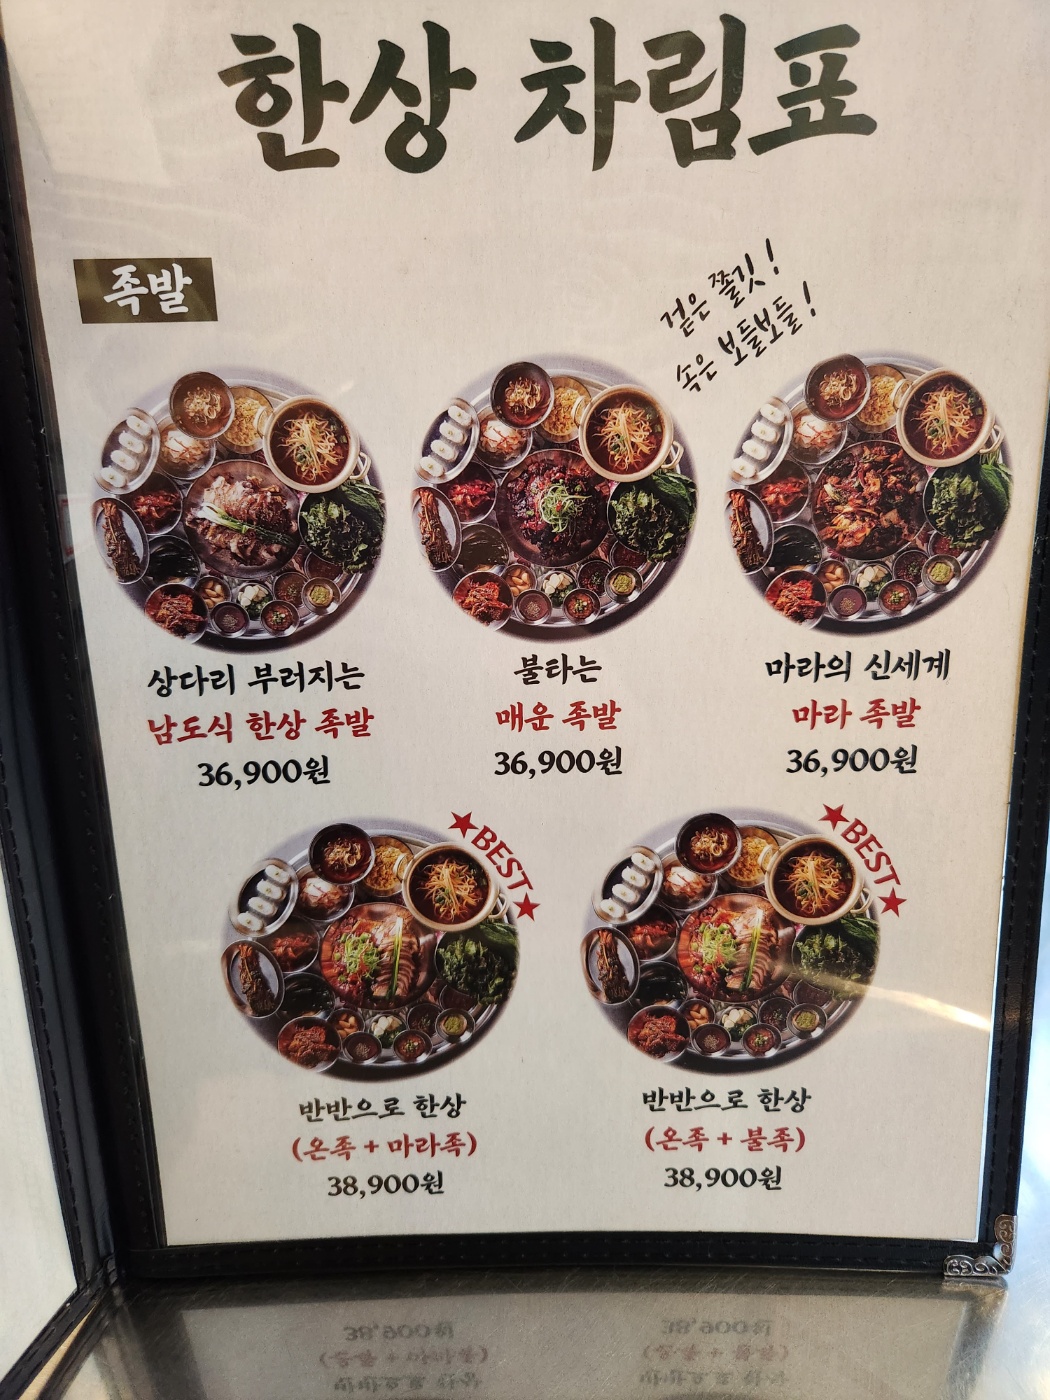 한상 차림표
족발
겉은 쫄깃!
속은 보들보들!
상다리 부러지는
남도식 한상 족발
36,900원
불타는
매운 족발
36,900원
마라의 신세계
마라 족발
36,900원
★BEST★
반반으로 한상
(온족 + 마라족)
38,900원
★BEST★
반반으로 한상
(온족 + 불족)
38,900원